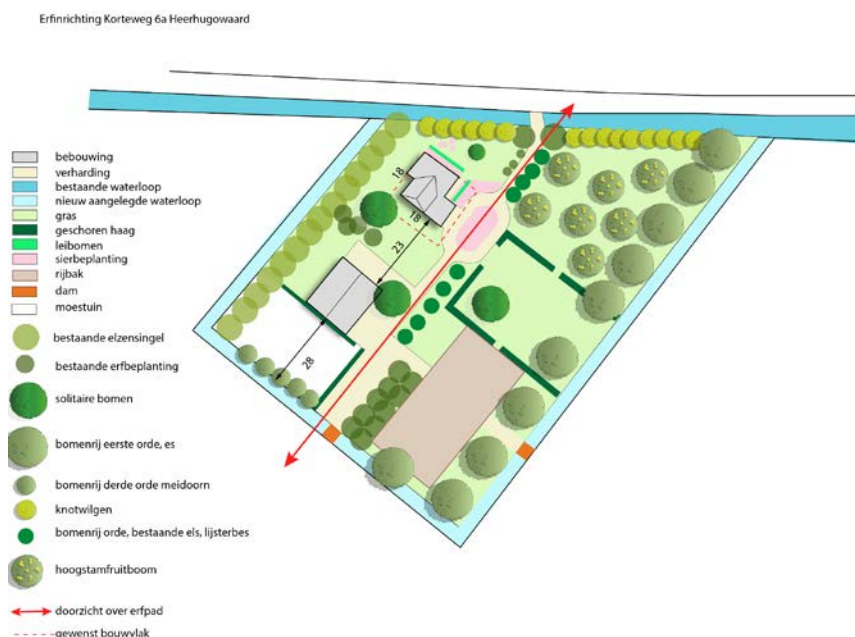 Erfinrichting Korteweg 6a Heerhugowaard
bebouwing
verharding
bestaande waterloop
nieuw aangelegde waterloop
gras
geschoren haag
leibomen
sierbeplanting
rijbak
dam
moestuin
bestaande elzensingel
bestaande erfbeplanting
solitaire bomen
bomenrij eerste orde, es
bomenrij derde orde meidoorn
knotwilgen
bomenrij orde, bestaande els, lijsterbes
hoogstamfruitboom
doorzicht over erfpad
gewenst bouwvlak
18
18
23
28